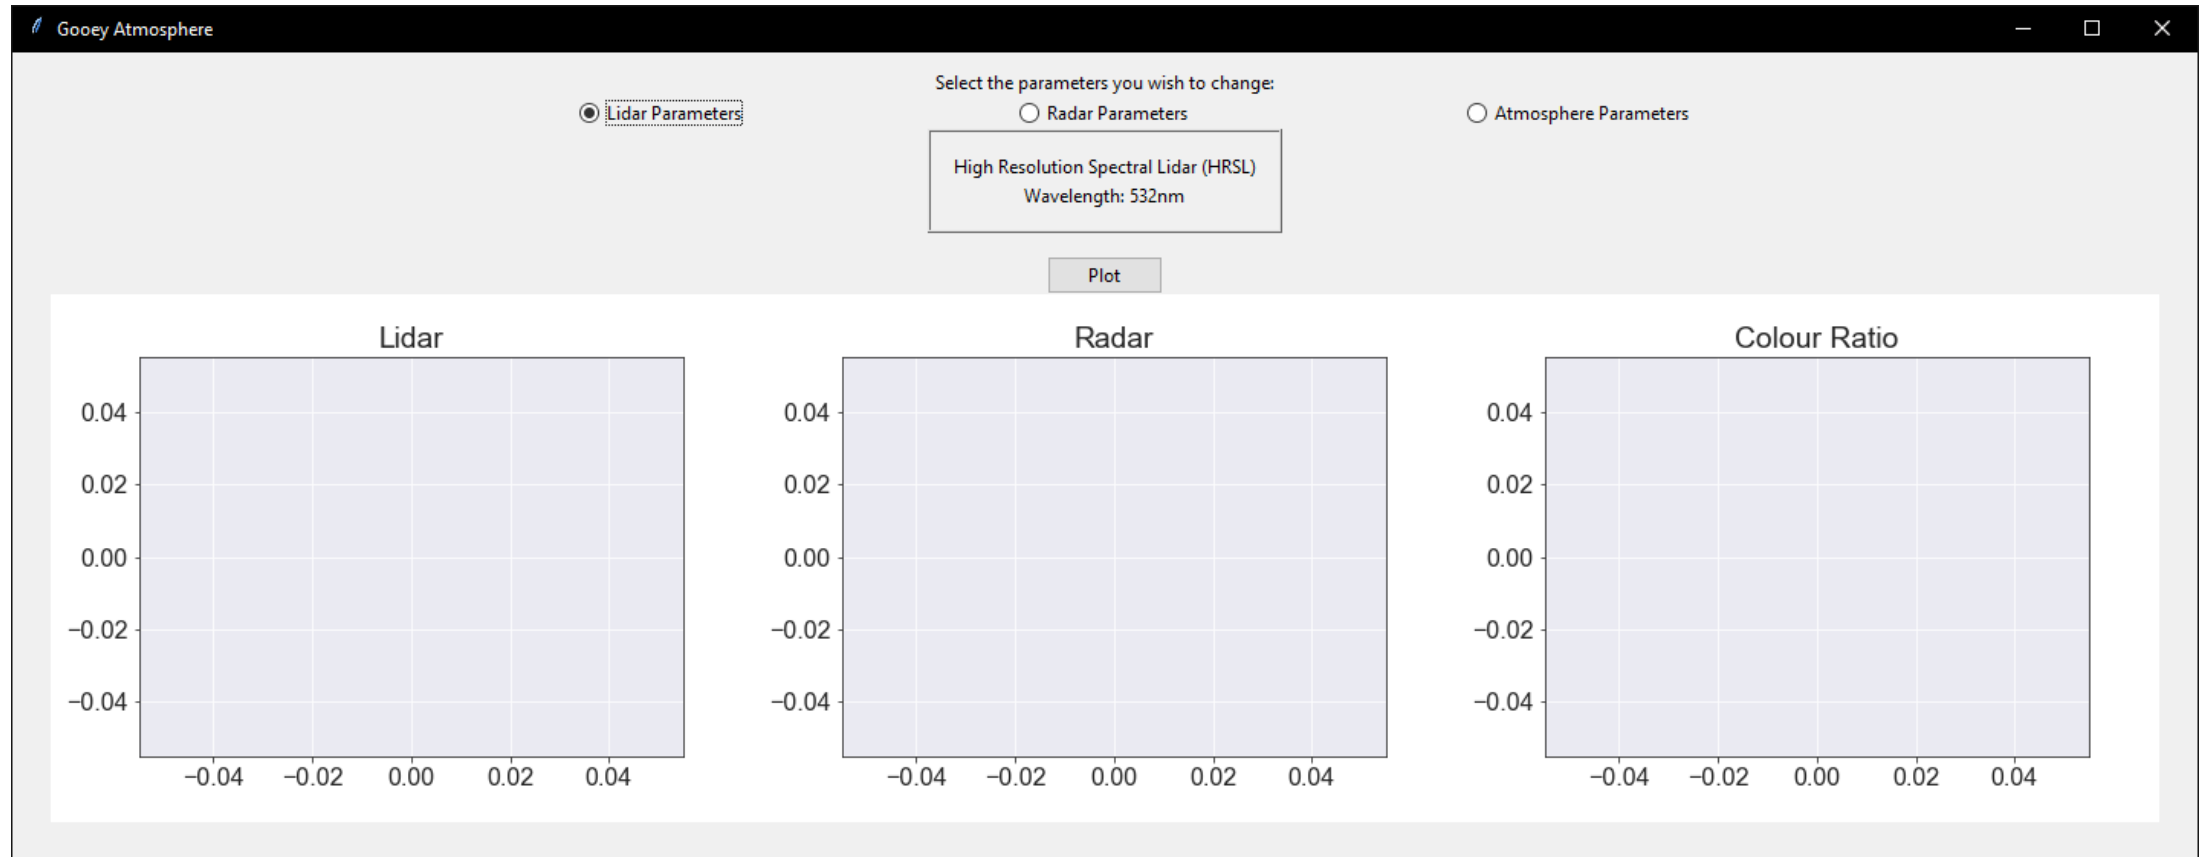 Gooey Atmosphere
Select the parameters you wish to change:
Lidar Parameters
Radar Parameters
Atmosphere Parameters
High Resolution Spectral Lidar (HRSL)
Wavelength: 532nm
Plot
Lidar
0.04
0.02
0.00
−0.02
−0.04
−0.04 −0.02 0.00 0.02 0.04
Radar
0.04
0.02
0.00
−0.02
−0.04
−0.04 −0.02 0.00 0.02 0.04
Colour Ratio
0.04
0.02
0.00
−0.02
−0.04
−0.04 −0.02 0.00 0.02 0.04